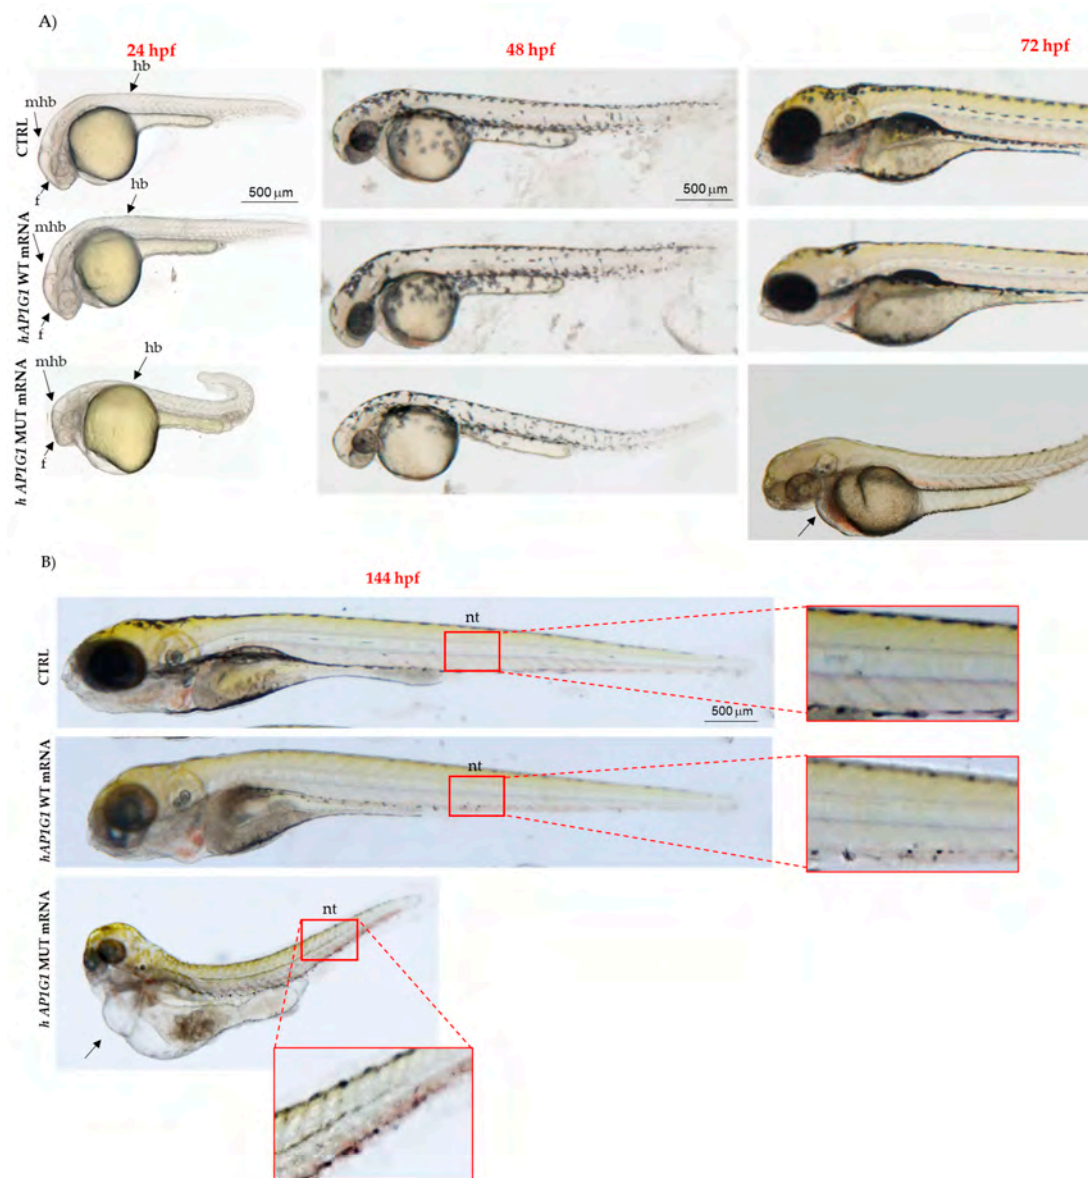 A)
24 hpf
48 hpf
72 hpf
hb
mhb
CTRL
f
500 µm
500 µm
hb
mhb
hAP1G1 WT mRNA
f
hb
mhb
h AP1G1 MUT mRNA
f
B)
144 hpf
nt
CTRL
500 µm
nt
hAP1G1 WT mRNA
nt
h AP1G1 MUT mRNA